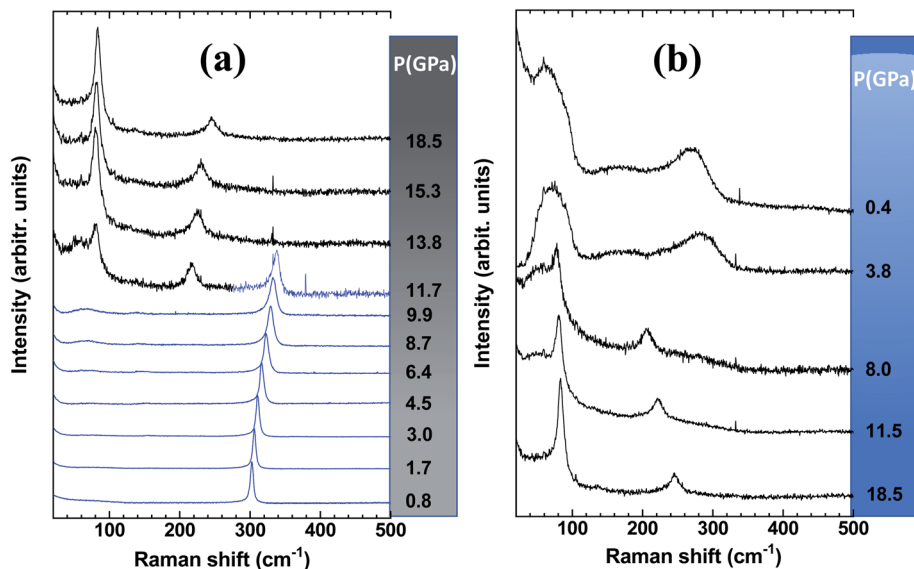 (a)
P(GPa)
18.5
15.3
13.8
11.7
9.9
8.7
6.4
4.5
3.0
1.7
0.8
Intensity (arbitr. units)
100 200 300 400 500
Raman shift (cm⁻¹)
(b)
P(GPa)
0.4
3.8
8.0
11.5
18.5
Intensity (arbit. units)
100 200 300 400 500
Raman shift (cm⁻¹)